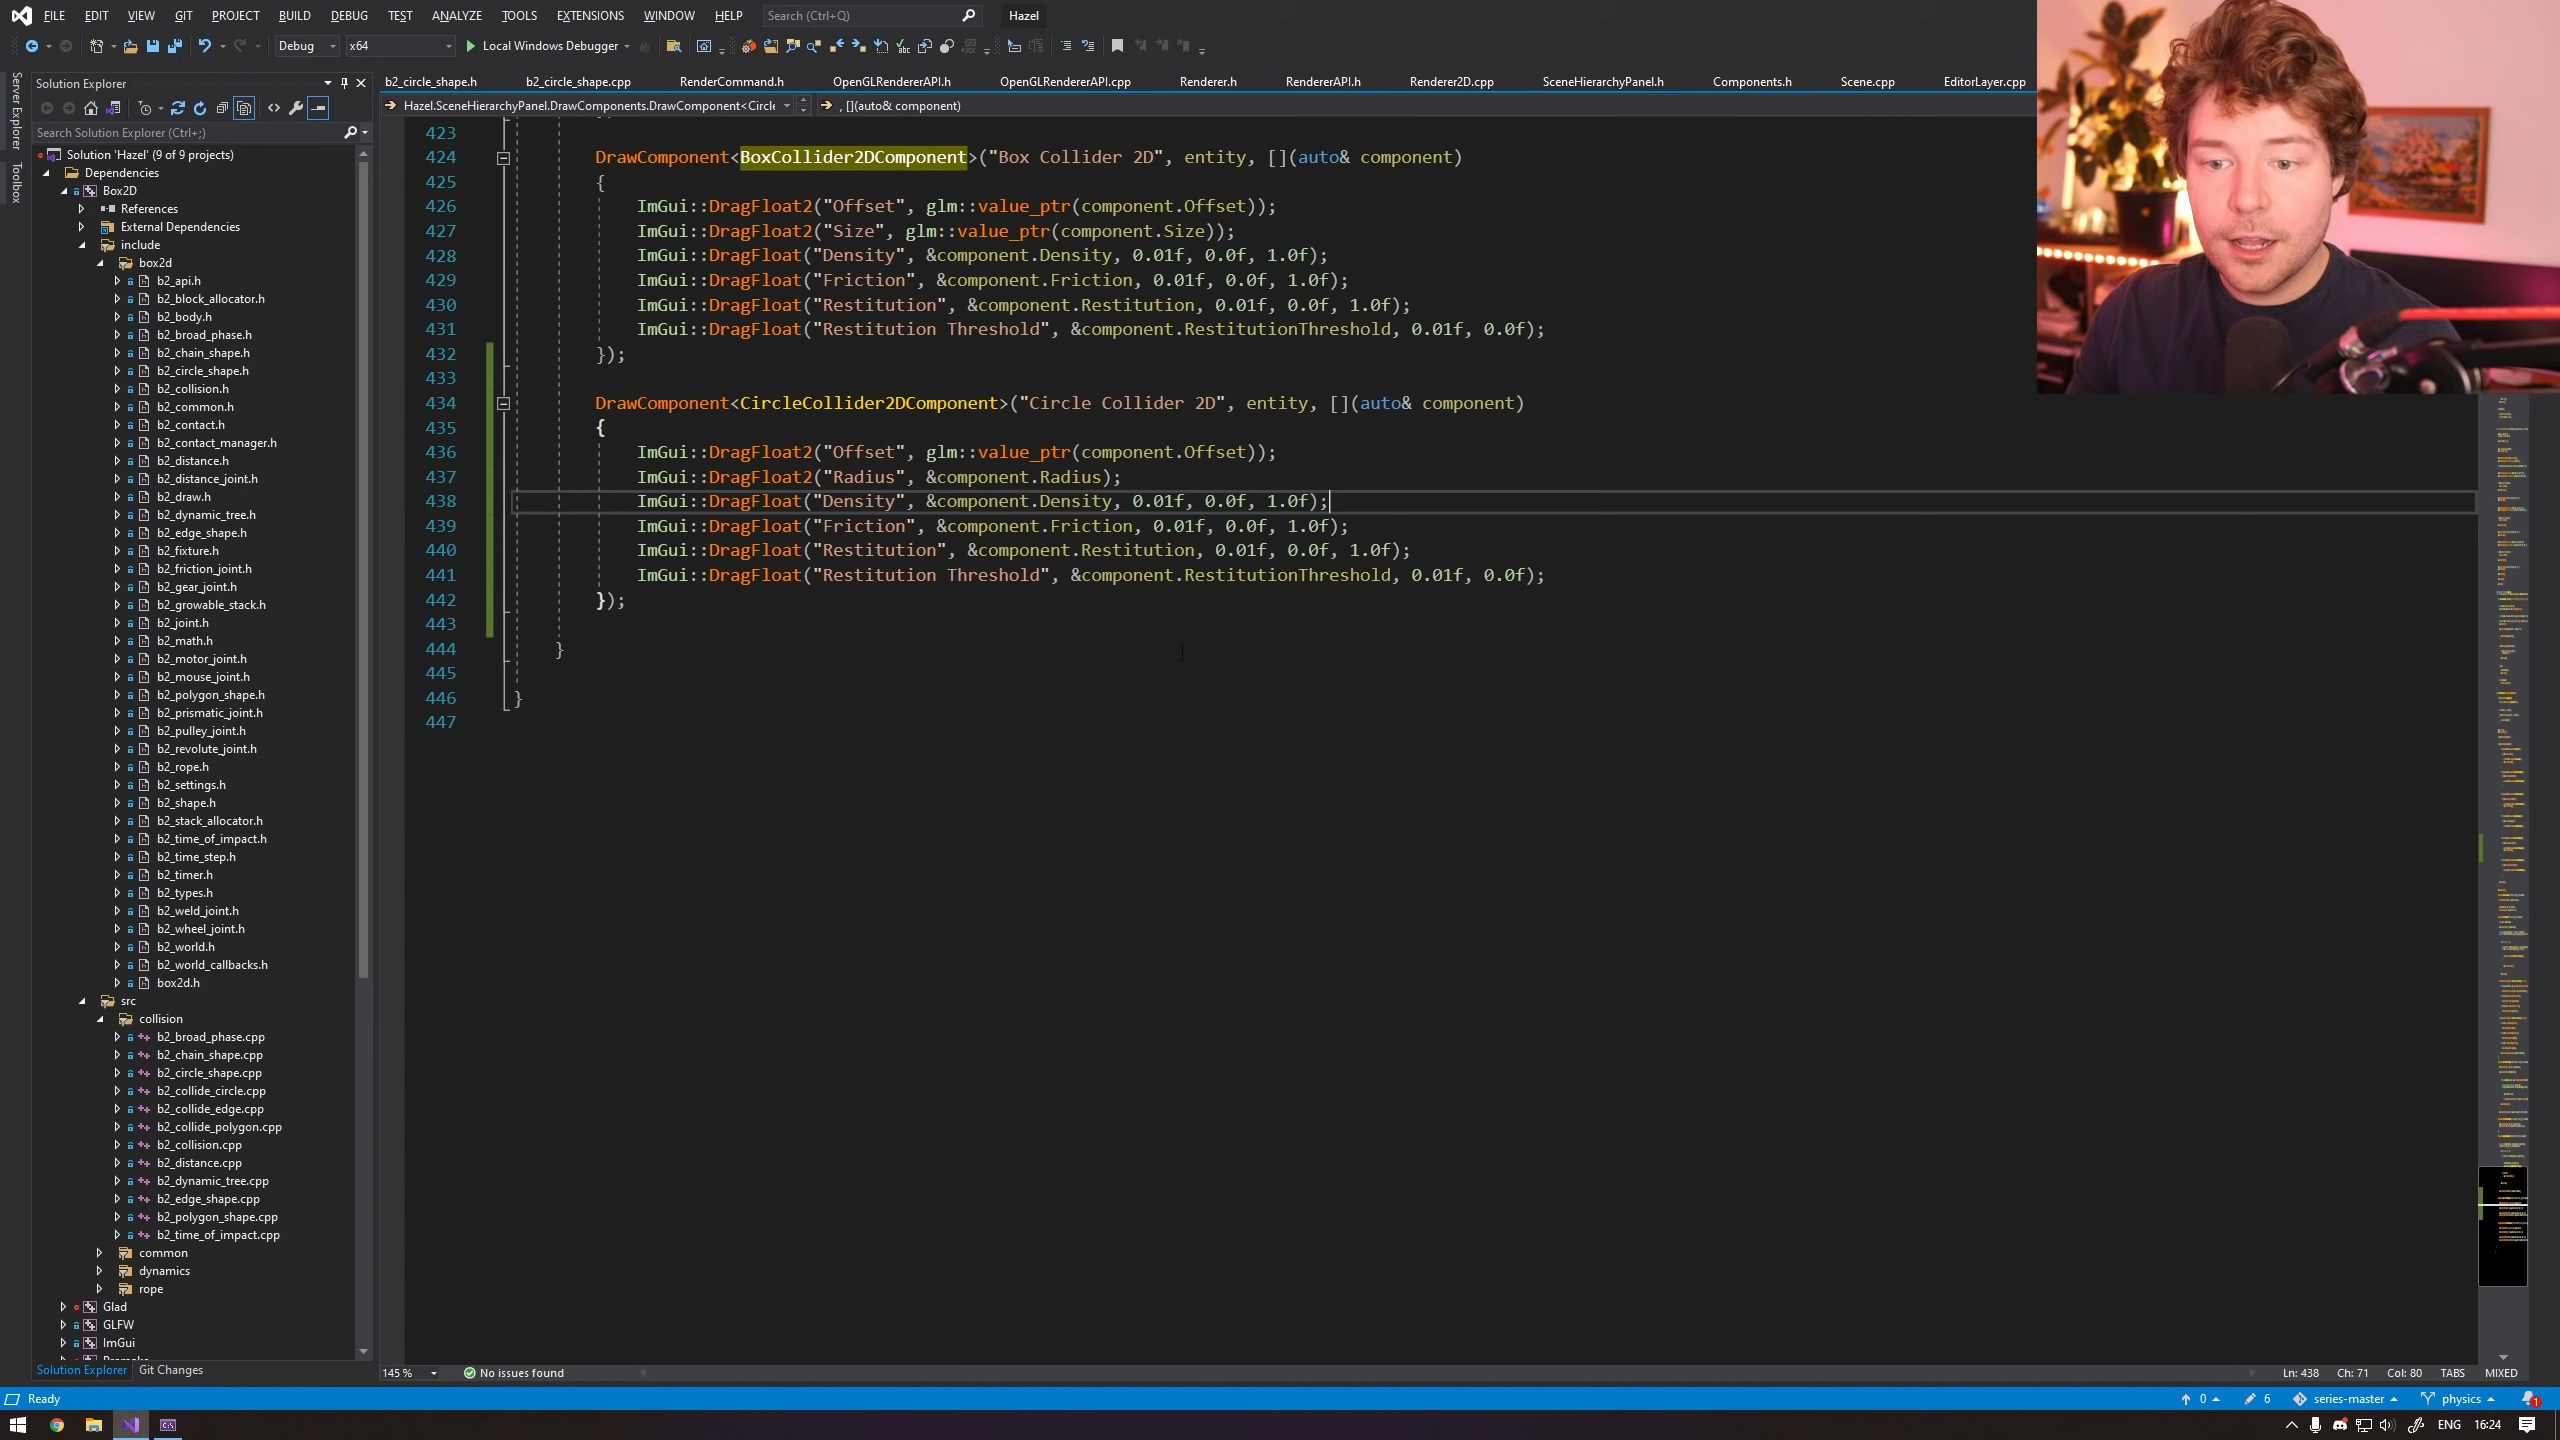 FILE EDIT VIEW GIT PROJECT BUILD DEBUG TEST ANALYZE TOOLS EXTENSIONS WINDOW HELP Search (Ctrl+Q) Hazel
Debug x64 Local Windows Debugger
Server Explorer
Toolbox
Solution Explorer
Search Solution Explorer (Ctrl+;)
Solution 'Hazel' (9 of 9 projects)
Dependencies
Box2D
References
External Dependencies
include
box2d
b2_api.h
b2_block_allocator.h
b2_body.h
b2_broad_phase.h
b2_chain_shape.h
b2_circle_shape.h
b2_collision.h
b2_common.h
b2_contact.h
b2_contact_manager.h
b2_distance.h
b2_distance_joint.h
b2_draw.h
b2_dynamic_tree.h
b2_edge_shape.h
b2_fixture.h
b2_friction_joint.h
b2_gear_joint.h
b2_growable_stack.h
b2_joint.h
b2_math.h
b2_motor_joint.h
b2_mouse_joint.h
b2_polygon_shape.h
b2_prismatic_joint.h
b2_pulley_joint.h
b2_revolute_joint.h
b2_rope.h
b2_settings.h
b2_shape.h
b2_stack_allocator.h
b2_time_of_impact.h
b2_time_step.h
b2_timer.h
b2_types.h
b2_weld_joint.h
b2_wheel_joint.h
b2_world.h
b2_world_callbacks.h
box2d.h
src
collision
b2_broad_phase.cpp
b2_chain_shape.cpp
b2_circle_shape.cpp
b2_collide_circle.cpp
b2_collide_edge.cpp
b2_collide_polygon.cpp
b2_collision.cpp
b2_distance.cpp
b2_dynamic_tree.cpp
b2_edge_shape.cpp
b2_polygon_shape.cpp
b2_time_of_impact.cpp
common
dynamics
rope
Glad
GLFW
ImGui
Solution Explorer Git Changes
b2_circle_shape.h b2_circle_shape.cpp RenderCommand.h OpenGLRendererAPI.h OpenGLRendererAPI.cpp Renderer.h RendererAPI.h Renderer2D.cpp SceneHierarchyPanel.h Components.h Scene.cpp EditorLayer.cpp
Hazel.SceneHierarchyPanel.DrawComponents.DrawComponent<Circle , [](auto& component)
423
424 DrawComponent<BoxCollider2DComponent>("Box Collider 2D", entity, [](auto& component)
425 {
426 ImGui::DragFloat2("Offset", glm::value_ptr(component.Offset));
427 ImGui::DragFloat2("Size", glm::value_ptr(component.Size));
428 ImGui::DragFloat("Density", &component.Density, 0.01f, 0.0f, 1.0f);
429 ImGui::DragFloat("Friction", &component.Friction, 0.01f, 0.0f, 1.0f);
430 ImGui::DragFloat("Restitution", &component.Restitution, 0.01f, 0.0f, 1.0f);
431 ImGui::DragFloat("Restitution Threshold", &component.RestitutionThreshold, 0.01f, 0.0f);
432 });
433
434 DrawComponent<CircleCollider2DComponent>("Circle Collider 2D", entity, [](auto& component)
435 {
436 ImGui::DragFloat2("Offset", glm::value_ptr(component.Offset));
437 ImGui::DragFloat2("Radius", &component.Radius);
438 ImGui::DragFloat("Density", &component.Density, 0.01f, 0.0f, 1.0f);
439 ImGui::DragFloat("Friction", &component.Friction, 0.01f, 0.0f, 1.0f);
440 ImGui::DragFloat("Restitution", &component.Restitution, 0.01f, 0.0f, 1.0f);
441 ImGui::DragFloat("Restitution Threshold", &component.RestitutionThreshold, 0.01f, 0.0f);
442 });
443
444 }
445
446 }
447
145 % No issues found Ln: 438 Ch: 71 Col: 80 TABS MIXED
Ready 0 6 series-master physics 1
ENG 16:24